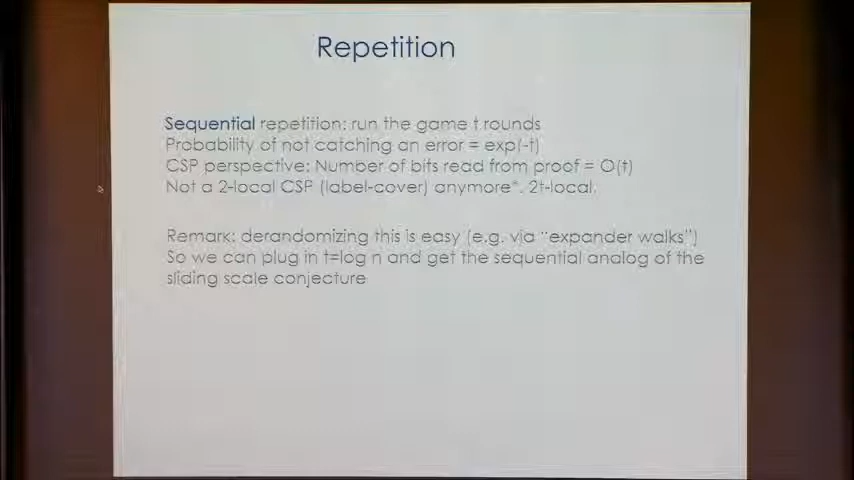 Repetition
Sequential repetition: run the game t rounds
Probability of not catching an error = exp(-t)
CSP perspective: Number of bits read from proof = O(t)
Not a 2-local CSP (label-cover) anymore*. 2t-local.
Remark: derandomizing this is easy (e.g. via "expander walks")
So we can plug in t=log n and get the sequential analog of the
sliding scale conjecture